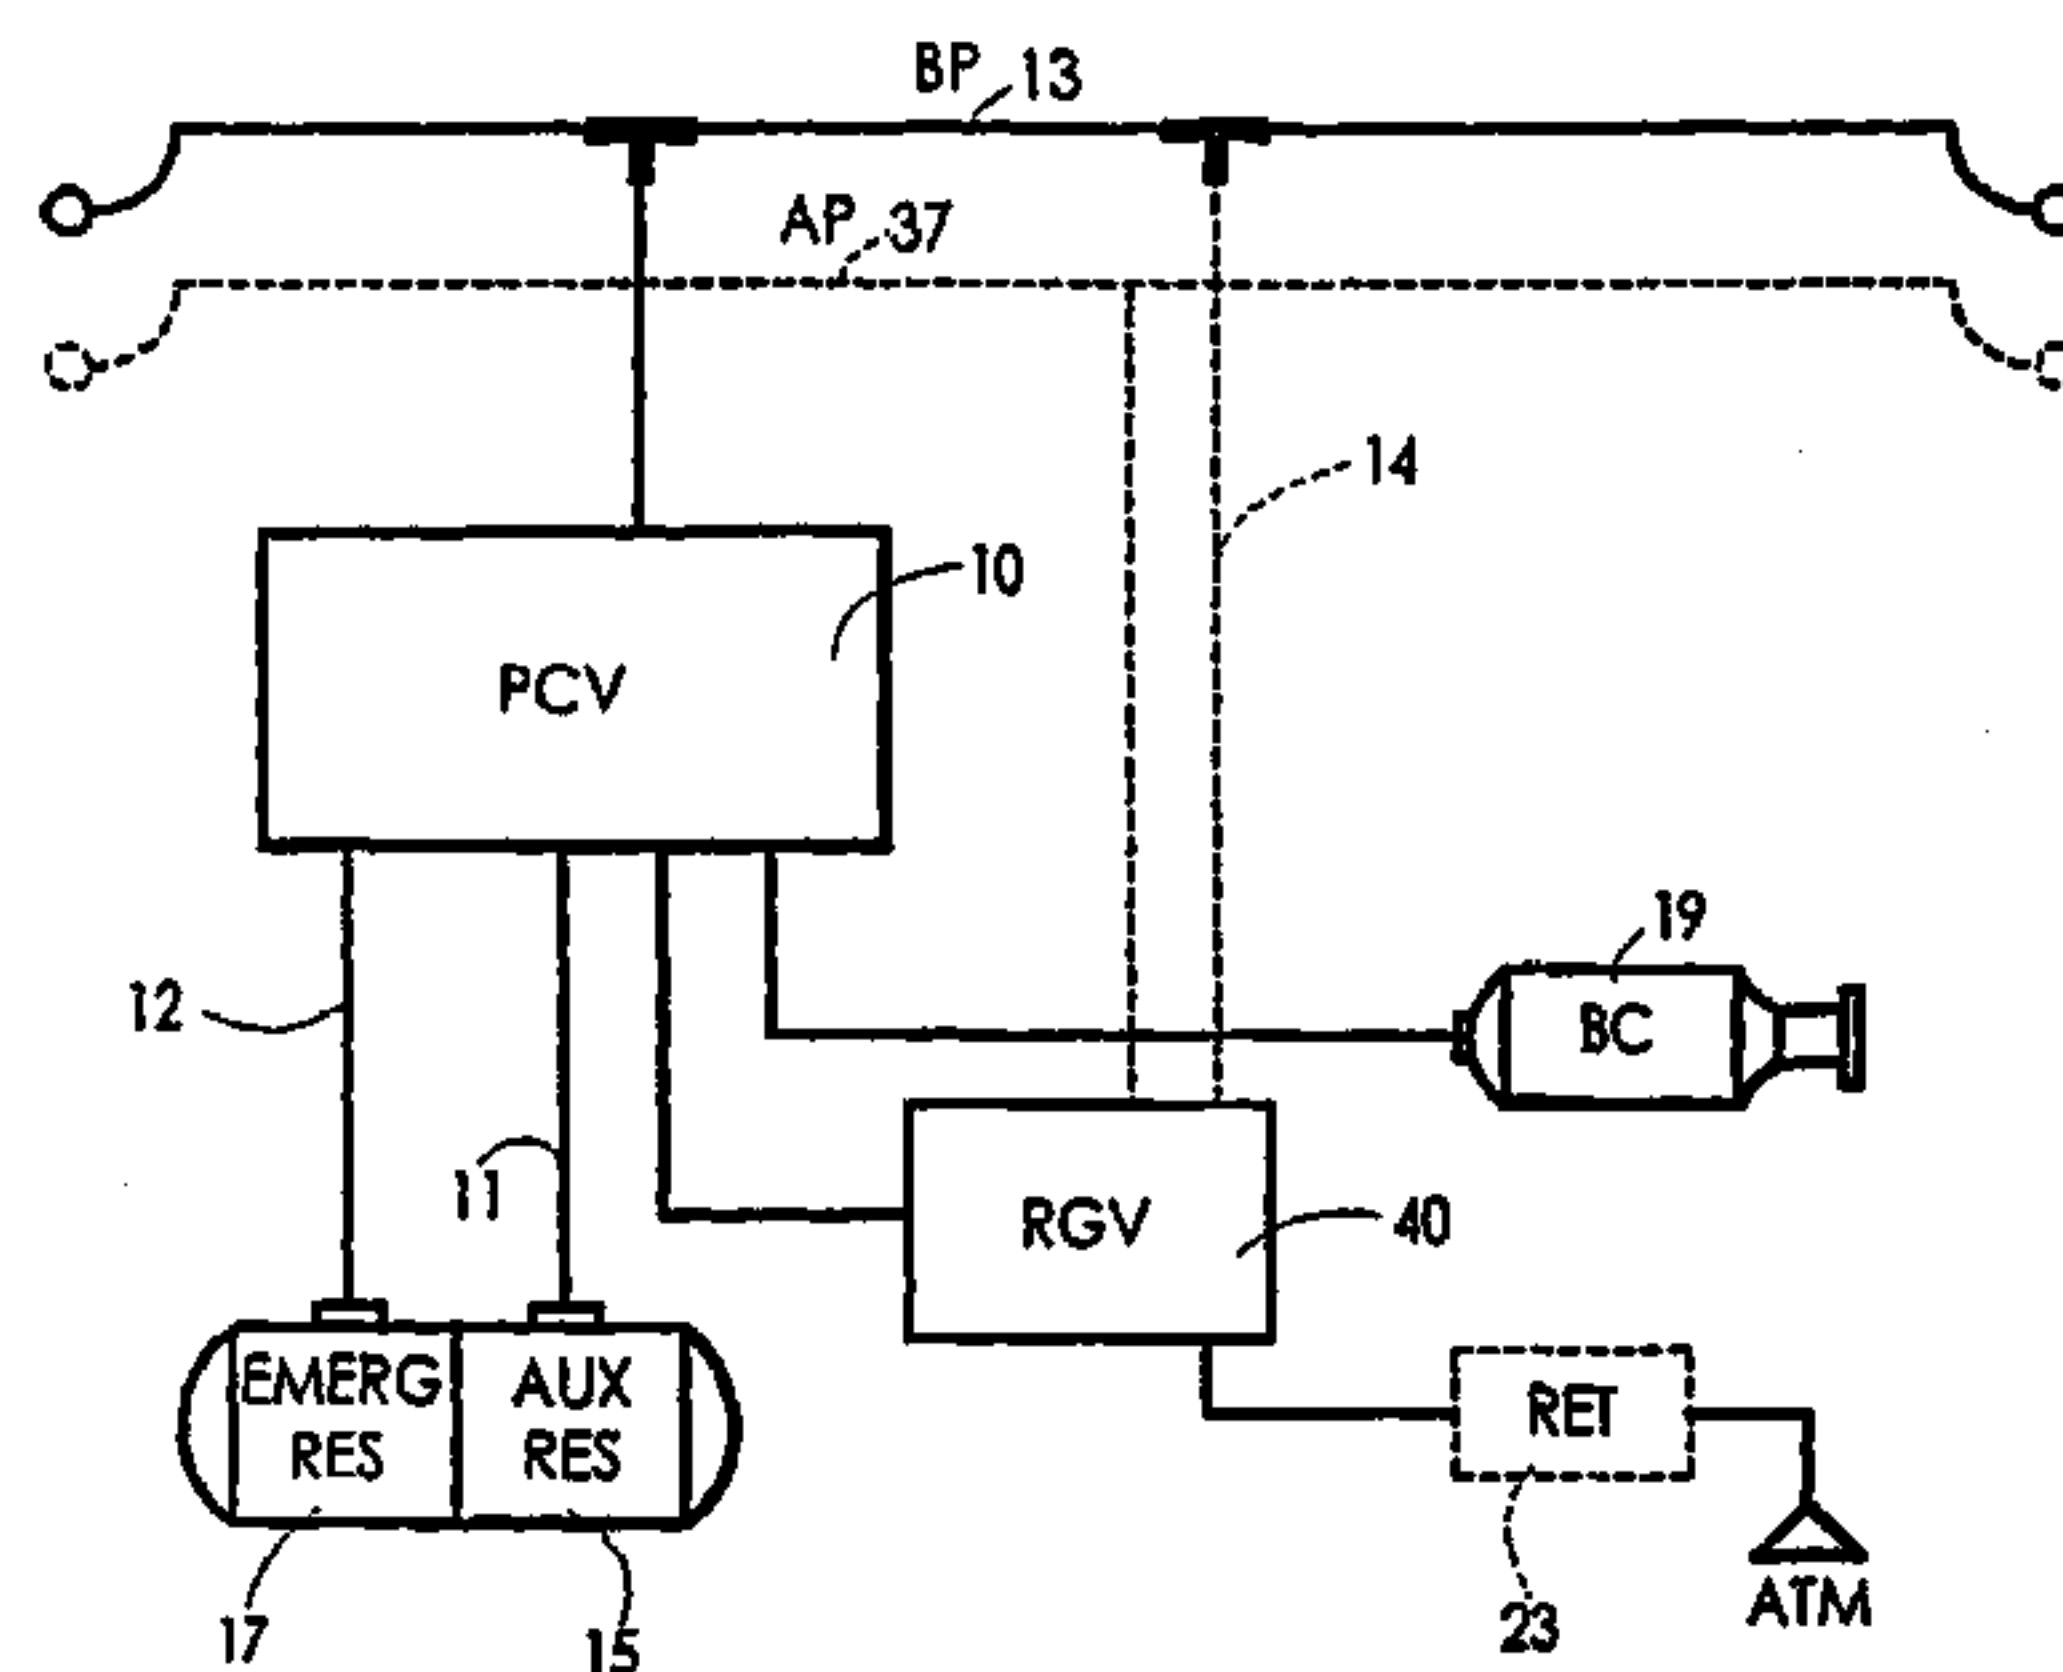 BP 13
AP 37
14
10
PCV
19
BC
12
11
RGV
40
EMERG
RES
AUX
RES
RET
17
15
23
ATM